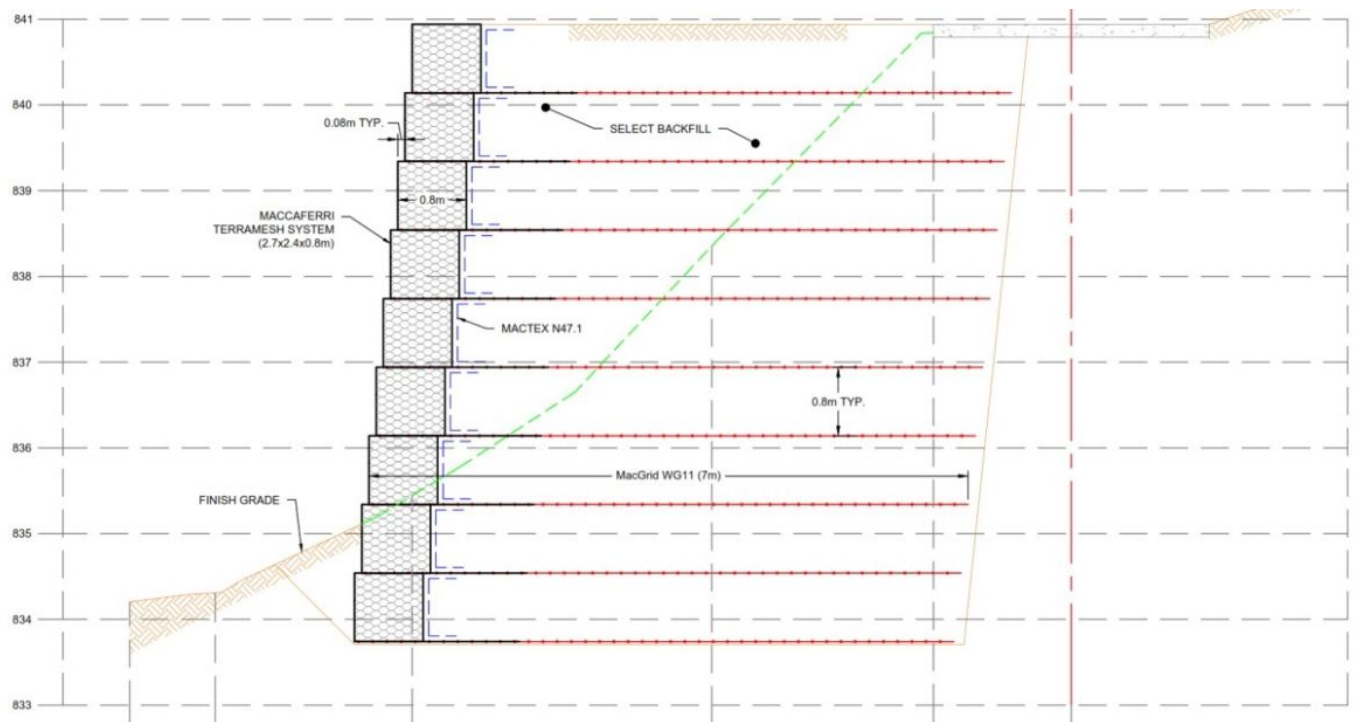 841
840
0.08m TYP.
SELECT BACKFILL
839
0.8m
MACCAFERRI
TERRAMESH SYSTEM
(2.7x2.4x0.8m)
838
MACTEX N47.1
837
0.8m TYP.
836
MacGrid WG11 (7m)
FINISH GRADE
835
834
833